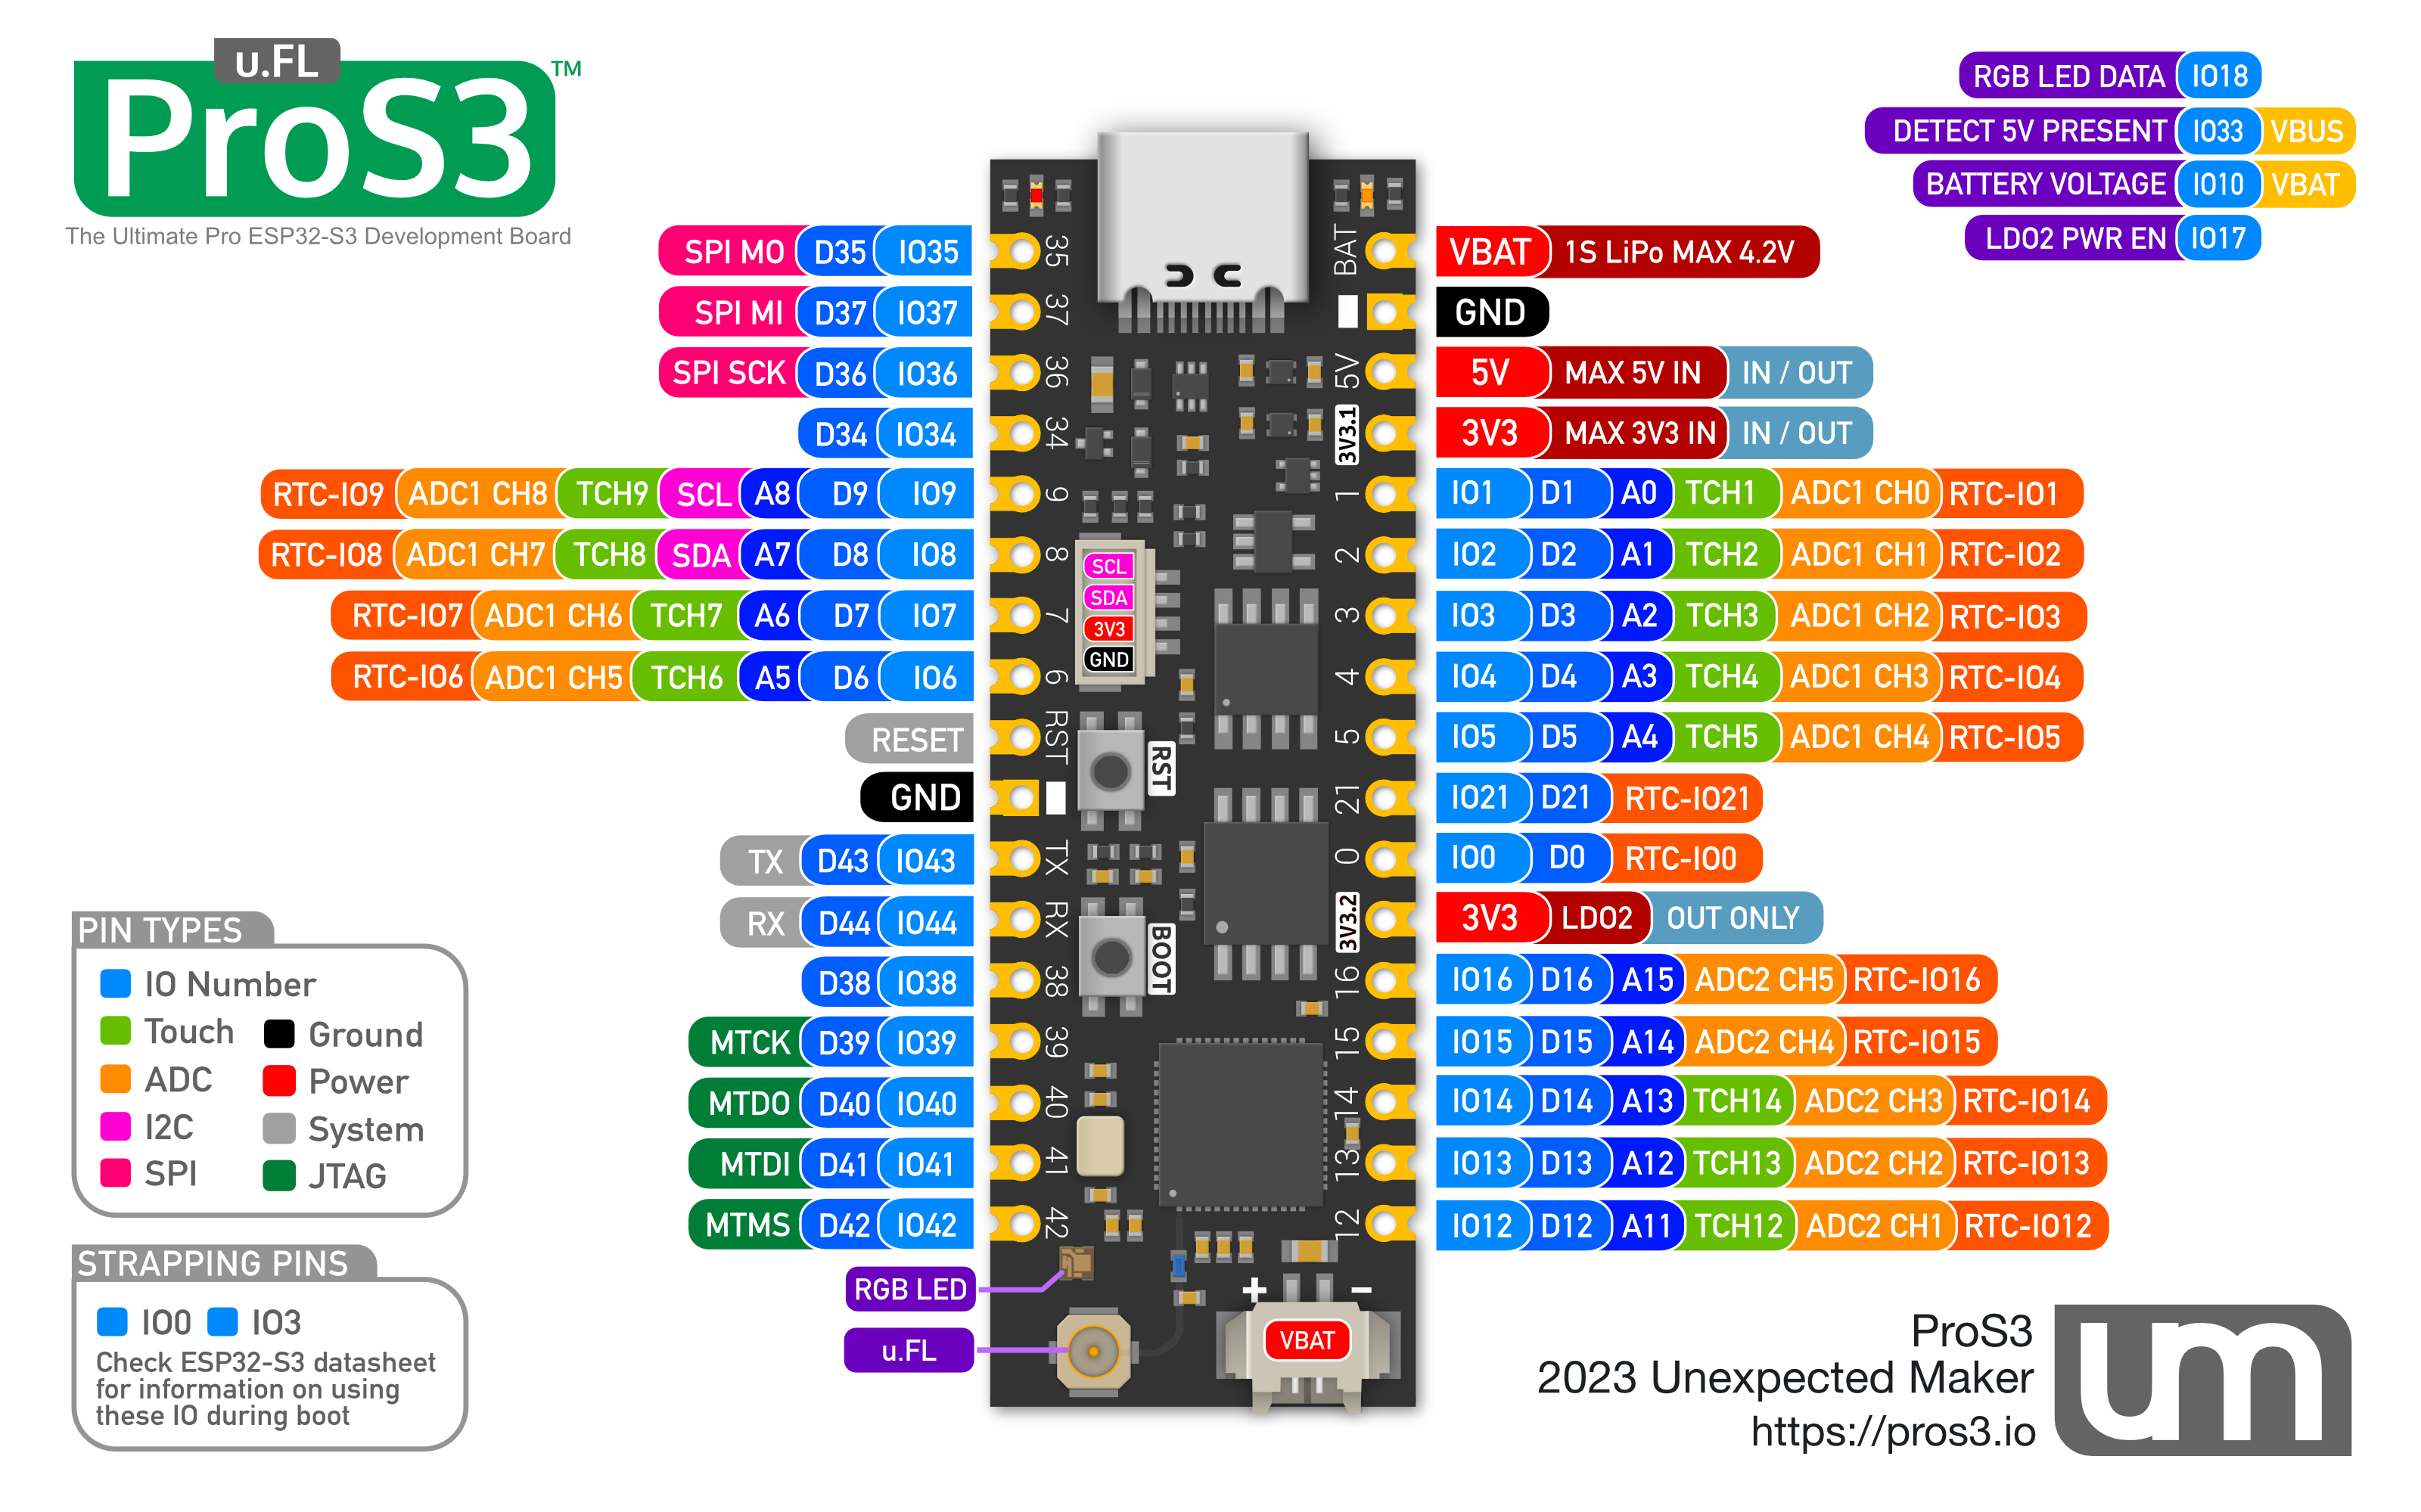 u.FL
ProS3™
The Ultimate Pro ESP32-S3 Development Board
RGB LED DATA IO18
DETECT 5V PRESENT IO33 VBUS
BATTERY VOLTAGE IO10 VBAT
LDO2 PWR EN IO17
SPI MO D35 IO35
SPI MI D37 IO37
SPI SCK D36 IO36
D34 IO34
RTC-IO9 ADC1 CH8 TCH9 SCL A8 D9 IO9
RTC-IO8 ADC1 CH7 TCH8 SDA A7 D8 IO8
RTC-IO7 ADC1 CH6 TCH7 A6 D7 IO7
RTC-IO6 ADC1 CH5 TCH6 A5 D6 IO6
RESET
GND
TX D43 IO43
RX D44 IO44
D38 IO38
MTCK D39 IO39
MTDO D40 IO40
MTDI D41 IO41
MTMS D42 IO42
RGB LED
u.FL
35
37
36
34
9
8
7
6
RST
TX
RX
38
39
40
41
42
SCL
SDA
3V3
GND
RST
BOOT
+ −
VBAT
BAT
5V
3V3.1
1
2
3
4
5
21
0
3V3.2
16
15
14
13
12
VBAT 1S LiPo MAX 4.2V
GND
5V MAX 5V IN IN / OUT
3V3 MAX 3V3 IN IN / OUT
IO1 D1 A0 TCH1 ADC1 CH0 RTC-IO1
IO2 D2 A1 TCH2 ADC1 CH1 RTC-IO2
IO3 D3 A2 TCH3 ADC1 CH2 RTC-IO3
IO4 D4 A3 TCH4 ADC1 CH3 RTC-IO4
IO5 D5 A4 TCH5 ADC1 CH4 RTC-IO5
IO21 D21 RTC-IO21
IO0 D0 RTC-IO0
3V3 LDO2 OUT ONLY
IO16 D16 A15 ADC2 CH5 RTC-IO16
IO15 D15 A14 ADC2 CH4 RTC-IO15
IO14 D14 A13 TCH14 ADC2 CH3 RTC-IO14
IO13 D13 A12 TCH13 ADC2 CH2 RTC-IO13
IO12 D12 A11 TCH12 ADC2 CH1 RTC-IO12
PIN TYPES
IO Number
Touch
Ground
ADC
Power
I2C
System
SPI
JTAG
STRAPPING PINS
IO0 IO3
Check ESP32-S3 datasheet
for information on using
these IO during boot
ProS3
2023 Unexpected Maker
https://pros3.io
um